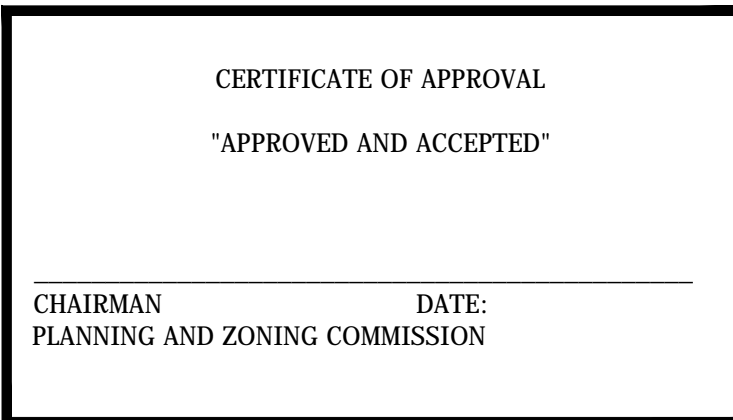 CERTIFICATE OF APPROVAL
"APPROVED AND ACCEPTED"
CHAIRMAN DATE:
PLANNING AND ZONING COMMISSION